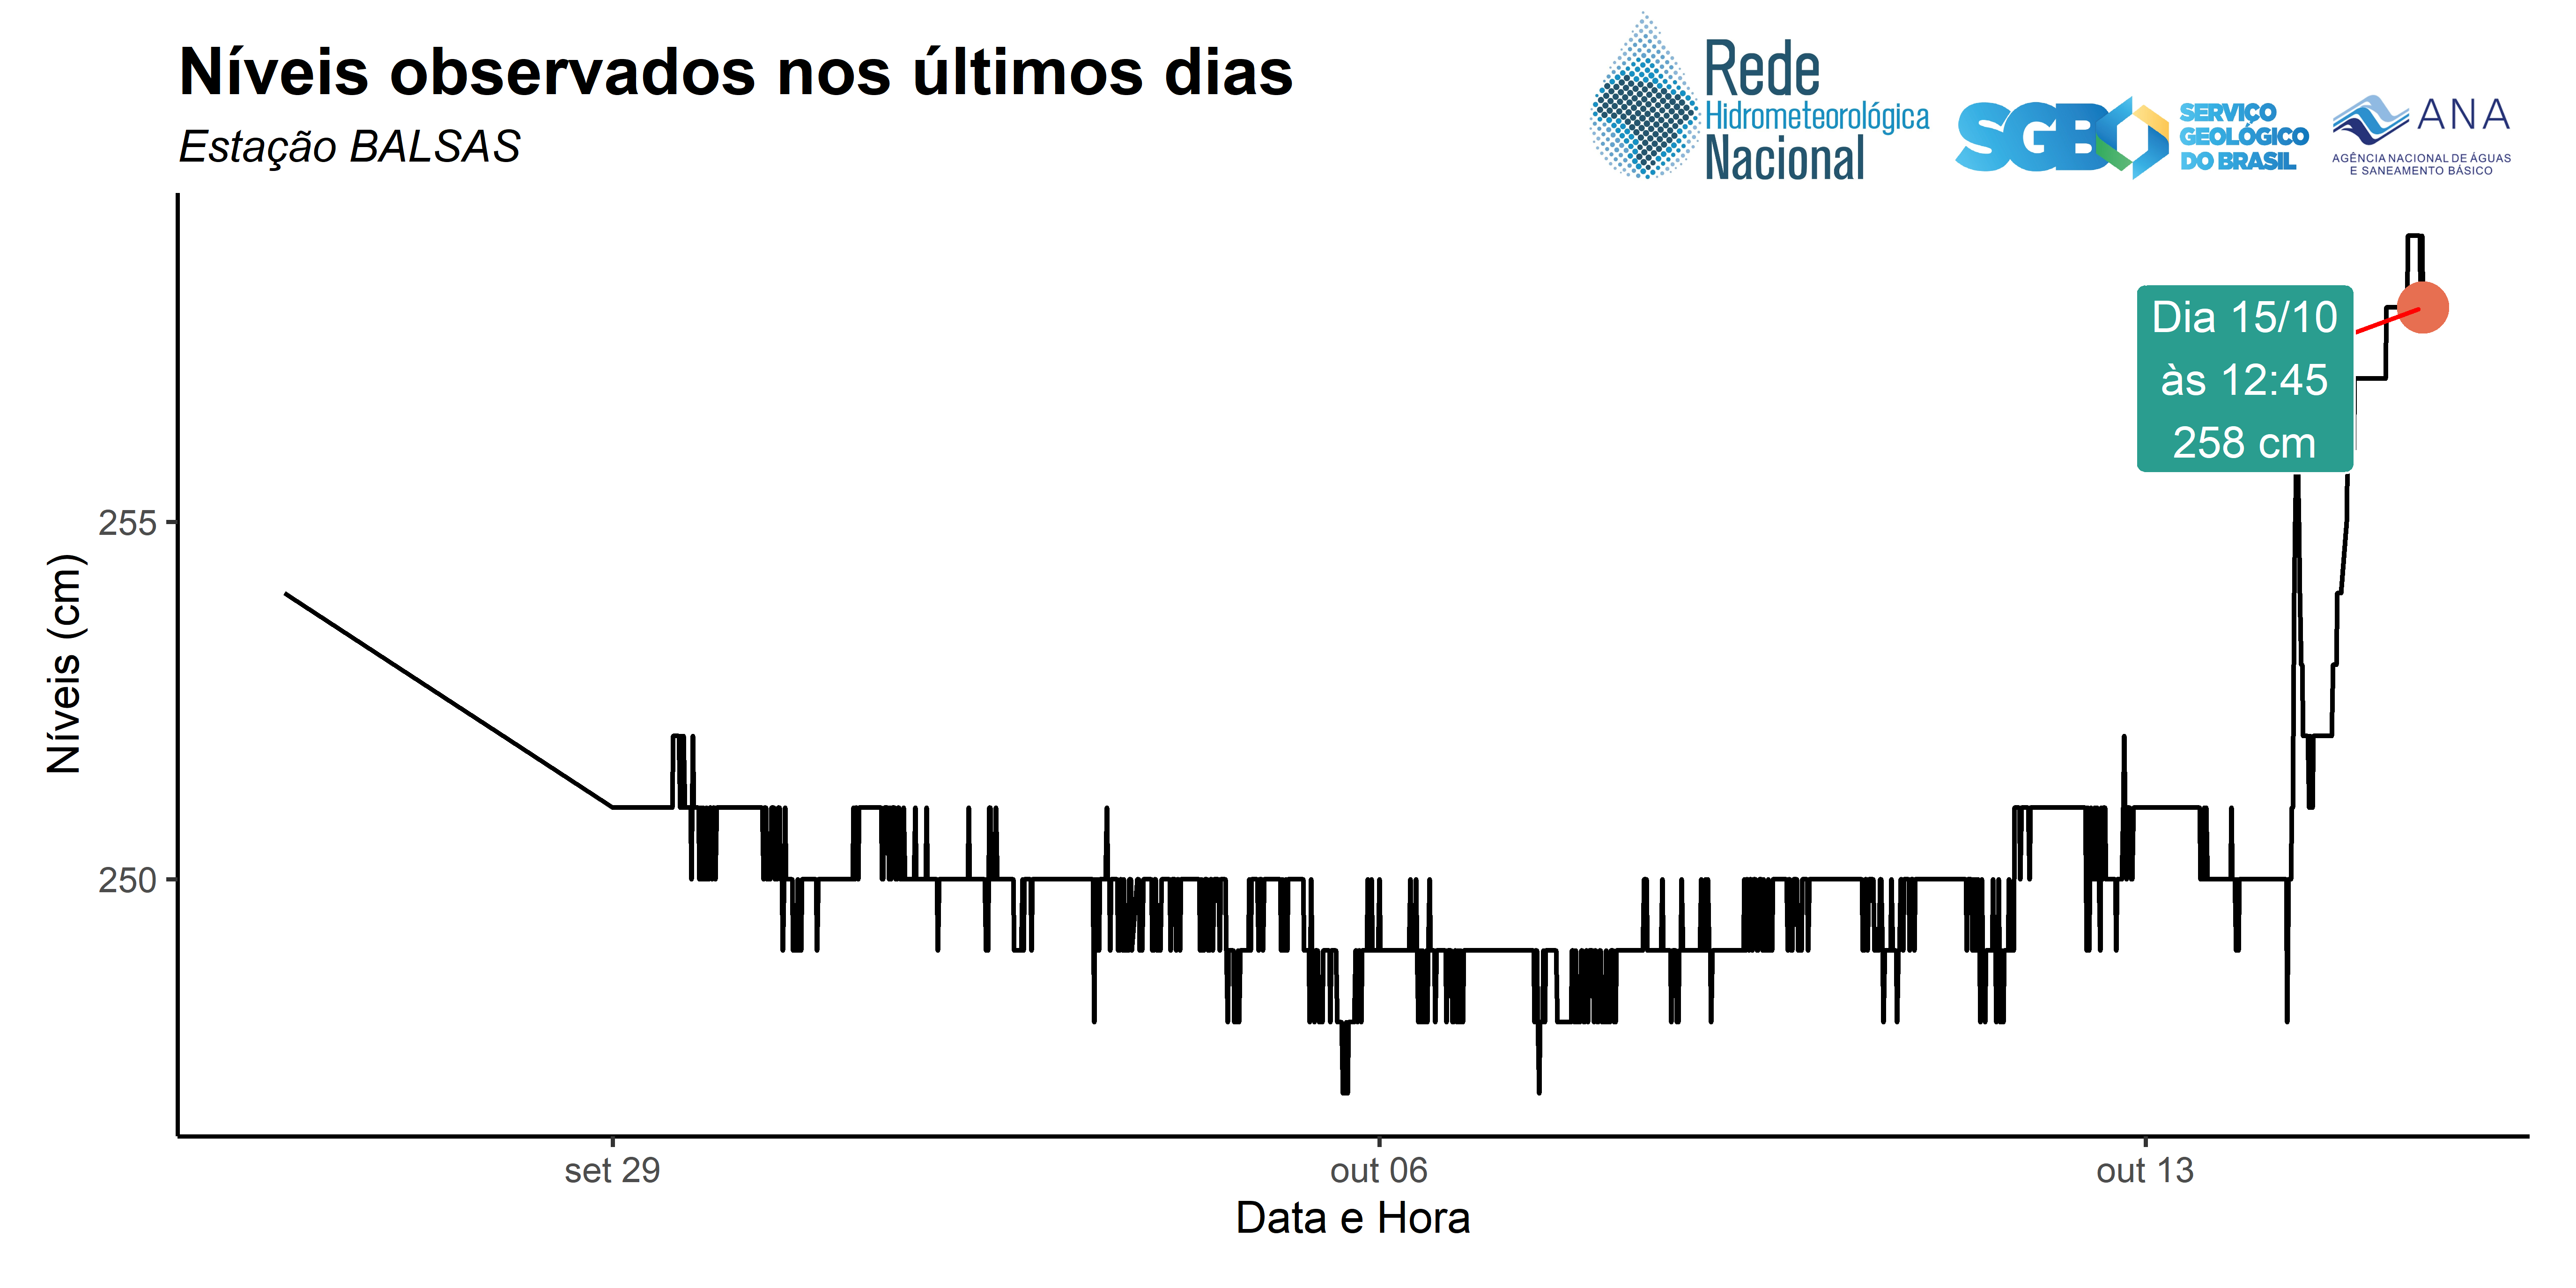 Níveis observados nos últimos dias
Estação BALSAS
Rede
Hidrometeorológica
Nacional
SGB
SERVIÇO
GEOLÓGICO
DO BRASIL
ANA
AGÊNCIA NACIONAL DE ÁGUAS
E SANEAMENTO BÁSICO
Dia 15/10
às 12:45
258 cm
255
250
Níveis (cm)
set 29
out 06
out 13
Data e Hora